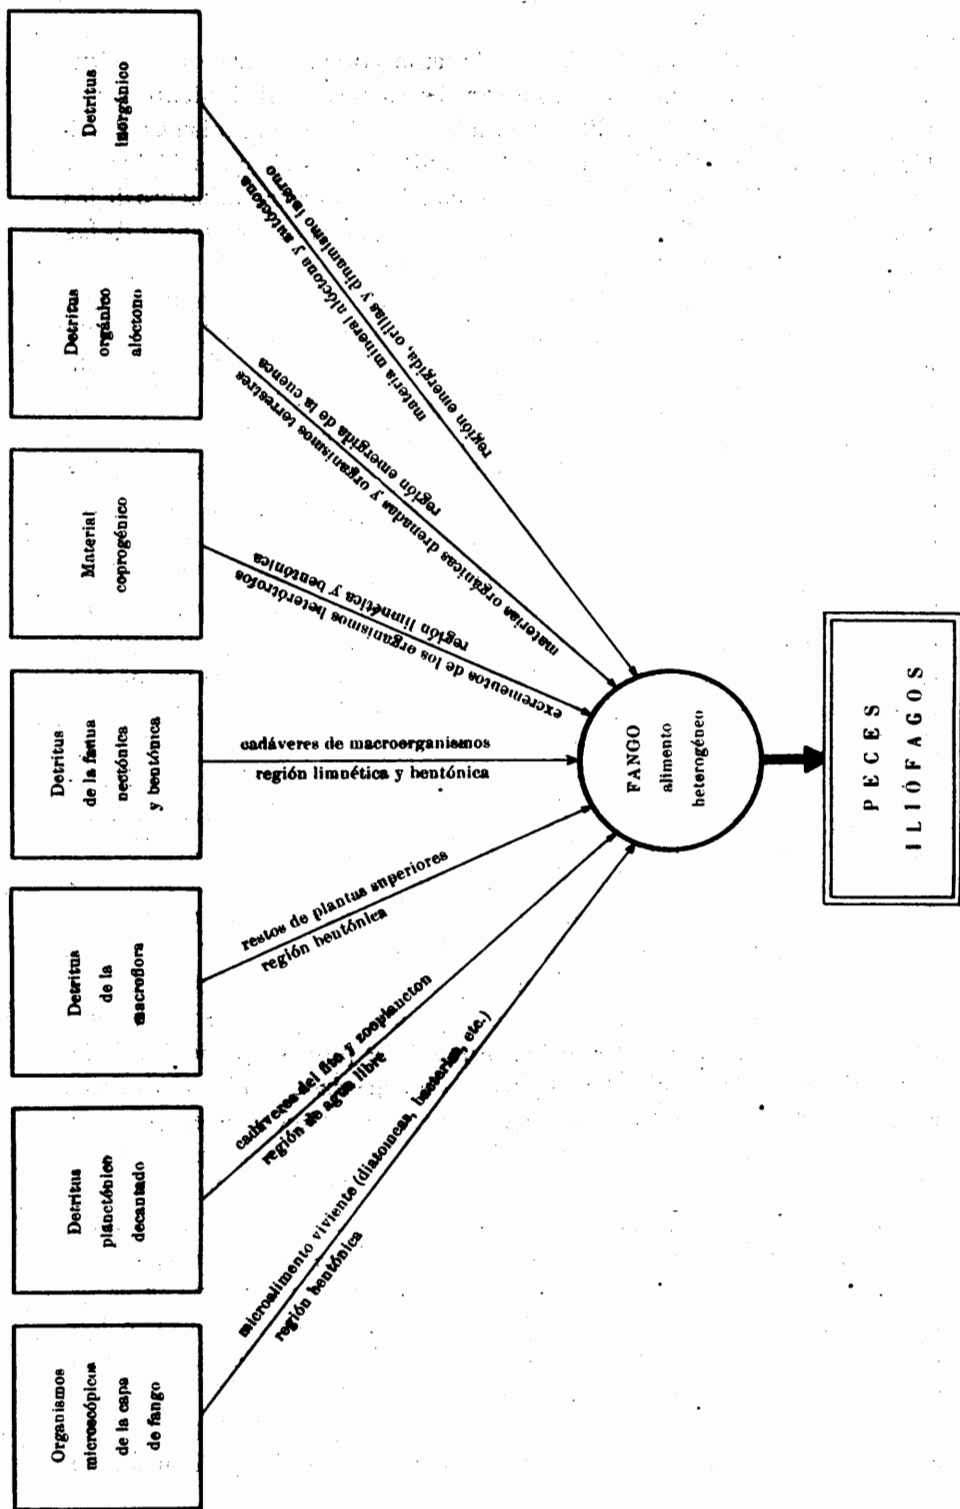 Organismos
microscópicos
de la capa
de fango
Detritus
planctónico
decantado
Detritus
de la
macroflora
Detritus
de la fauna
nectónica
y bentónica
Material
coprogénico
Detritus
orgánico
alóctono
Detritus
inorgánico
microalimento viviente (diatomeas, bacterias, etc.)
región bentónica
cadáveres del fito y zooplancton
región de agua libre
restos de plantas superiores
región bentónica
cadáveres de macroorganismos
región limnética y bentónica
excrementos de los organismos heterótrofos
región limnética y bentónica
materias orgánicas drenadas y organismos terrestres
región emergida de la cuenca
materia mineral alóctona y autóctona
región emergida, orillas y dinamismo interno
FANGO
alimento
heterogéneo
PECES
ILIÓFAGOS